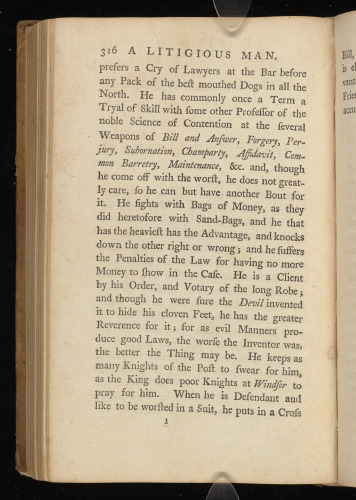 316 A LITIGIOUS MAN.
prefers a Cry of Lawyers at the Bar before
any Pack of the beſt mouthed Dogs in all the
North. He has commonly once a Term a
Tryal of Skill with ſome other Profeſſor of the
noble Science of Contention at the ſeveral
Weapons of Bill and Anſwer, Forgery, Per-
jury, Subornation, Champarty, Affidavit, Com-
mon Barretry, Maintenance, &c. and, though
he come off with the worſt, he does not great-
ly care, ſo he can but have another Bout for
it. He fights with Bags of Money, as they
did heretofore with Sand-Bags, and he that
has the heavieſt has the Advantage, and knocks
down the other right or wrong; and he ſuffers
the Penalties of the Law for having no more
Money to ſhow in the Caſe. He is a Client
by his Order, and Votary of the long Robe;
and though he were ſure the Devil invented
it to hide his cloven Feet, he has the greater
Reverence for it; for as evil Manners pro-
duce good Laws, the worſe the Inventor was,
the better the Thing may be. He keeps as
many Knights of the Poſt to ſwear for him,
as the King does poor Knights at Windſor to
pray for him. When he is Defendant and
like to be worſted in a Suit, he puts in a Croſs
1
Bill,
is el
vant
Frien
acco